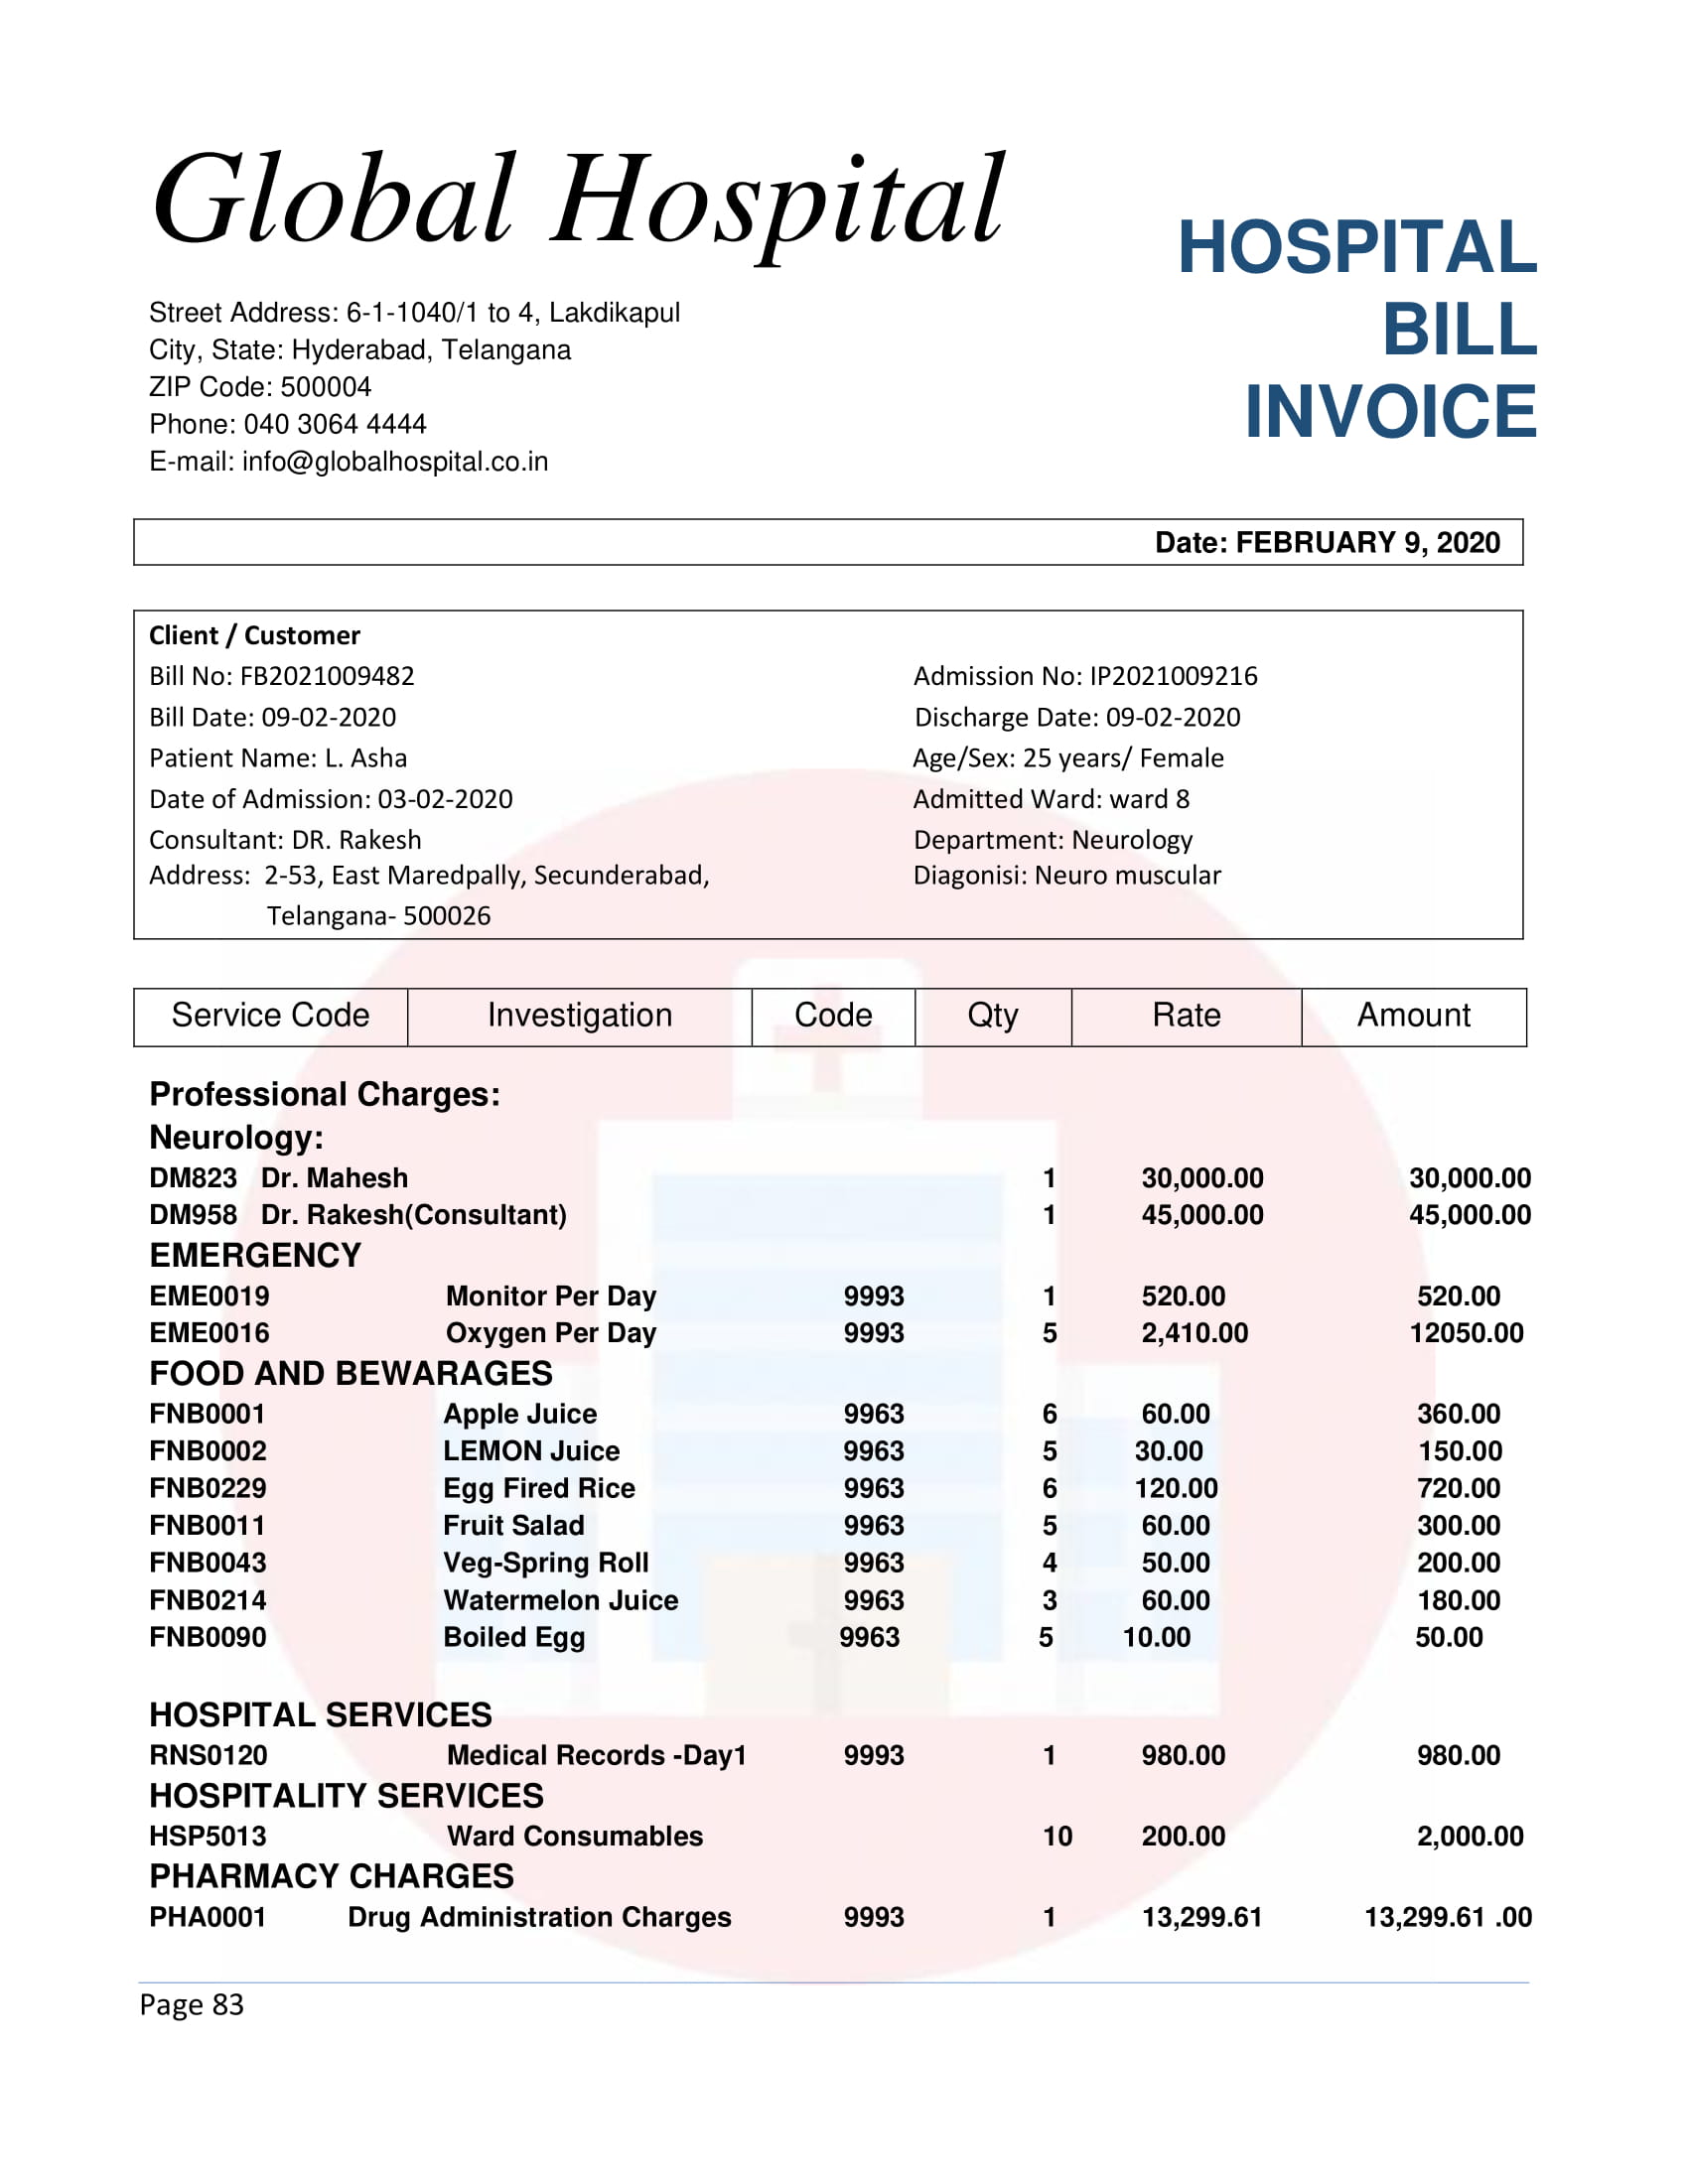 Global Hospital
HOSPITAL
BILL
INVOICE
Street Address: 6-1-1040/1 to 4, Lakdikapul
City, State: Hyderabad, Telangana
ZIP Code: 500004
Phone: 040 3064 4444
E-mail: info@globalhospital.co.in
Date: FEBRUARY 9, 2020
Client / Customer
Bill No: FB2021009482 Admission No: IP2021009216
Bill Date: 09-02-2020 Discharge Date: 09-02-2020
Patient Name: L. Asha Age/Sex: 25 years/ Female
Date of Admission: 03-02-2020 Admitted Ward: ward 8
Consultant: DR. Rakesh Department: Neurology
Address: 2-53, East Maredpally, Secunderabad, Diagonisi: Neuro muscular
Telangana- 500026
Service Code Investigation Code Qty Rate Amount
Professional Charges:
Neurology:
DM823 Dr. Mahesh 1 30,000.00 30,000.00
DM958 Dr. Rakesh(Consultant) 1 45,000.00 45,000.00
EMERGENCY
EME0019 Monitor Per Day 9993 1 520.00 520.00
EME0016 Oxygen Per Day 9993 5 2,410.00 12050.00
FOOD AND BEWARAGES
FNB0001 Apple Juice 9963 6 60.00 360.00
FNB0002 LEMON Juice 9963 5 30.00 150.00
FNB0229 Egg Fired Rice 9963 6 120.00 720.00
FNB0011 Fruit Salad 9963 5 60.00 300.00
FNB0043 Veg-Spring Roll 9963 4 50.00 200.00
FNB0214 Watermelon Juice 9963 3 60.00 180.00
FNB0090 Boiled Egg 9963 5 10.00 50.00
HOSPITAL SERVICES
RNS0120 Medical Records -Day1 9993 1 980.00 980.00
HOSPITALITY SERVICES
HSP5013 Ward Consumables 10 200.00 2,000.00
PHARMACY CHARGES
PHA0001 Drug Administration Charges 9993 1 13,299.61 13,299.61 .00
Page 83